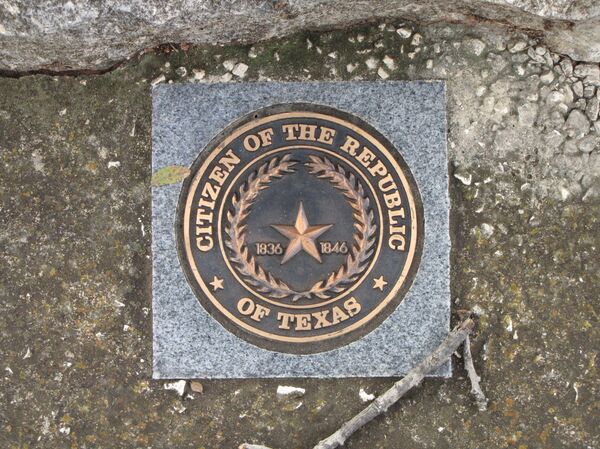 CITIZEN OF THE REPUBLIC
1836 1846
OF TEXAS